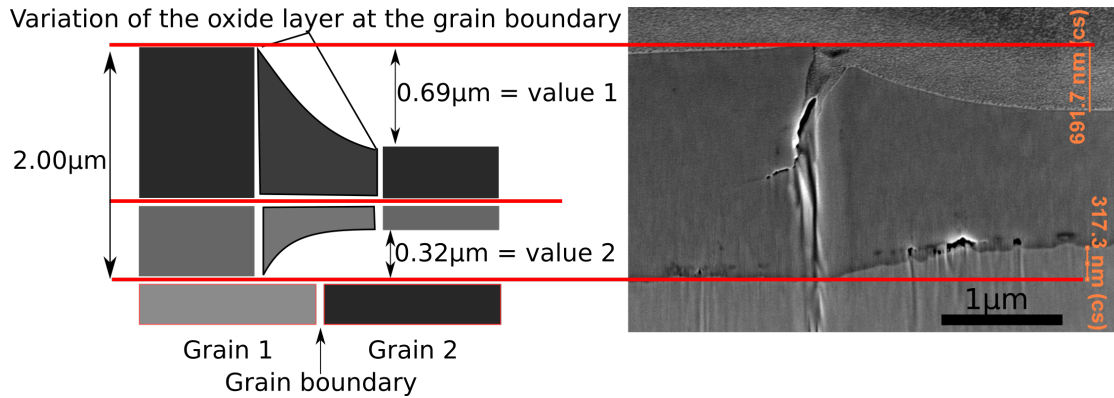 Variation of the oxide layer at the grain boundary
0.69µm = value 1
2.00µm
0.32µm = value 2
Grain 1
Grain 2
Grain boundary
691.7 nm (cs)
317.3 nm (cs)
1µm